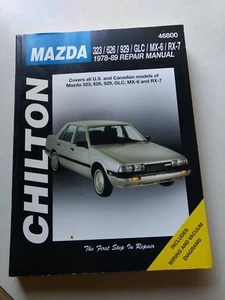 46800
MAZDA 323/626/929/GLC/MX-6/RX-7
1978-89 REPAIR MANUAL
Covers all U.S. and Canadian models of
Mazda 323, 626, 929, GLC, MX-6 and RX-7
CHILTON
The First Step In Repair
INCLUDES
WIRING AND VACUUM
DIAGRAMS